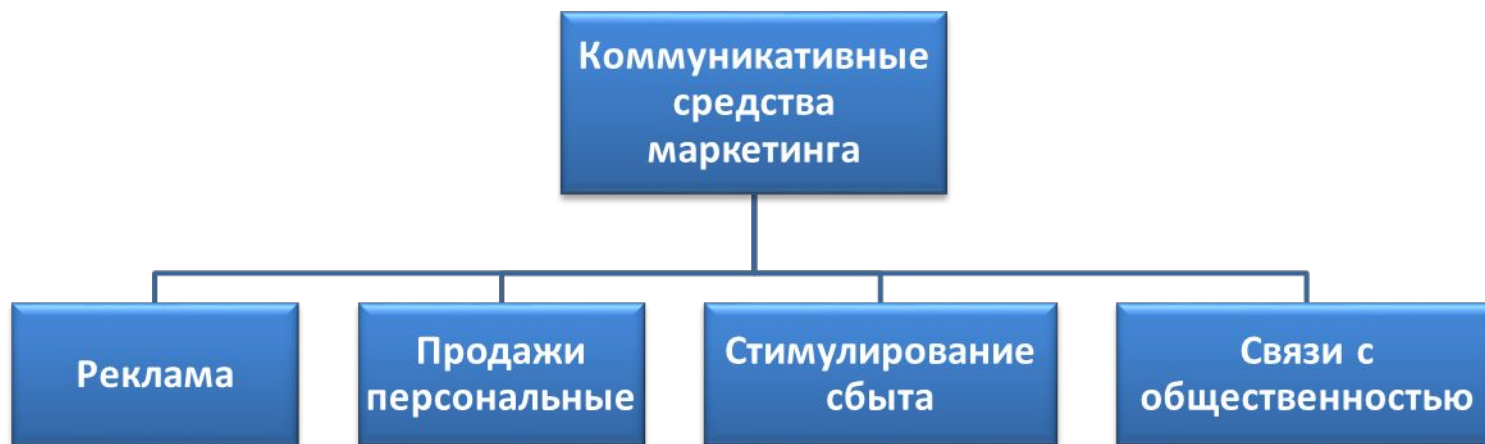 Коммуникативные
средства
маркетинга
Реклама
Продажи
персональные
Стимулирование
сбыта
Связи с
общественностью